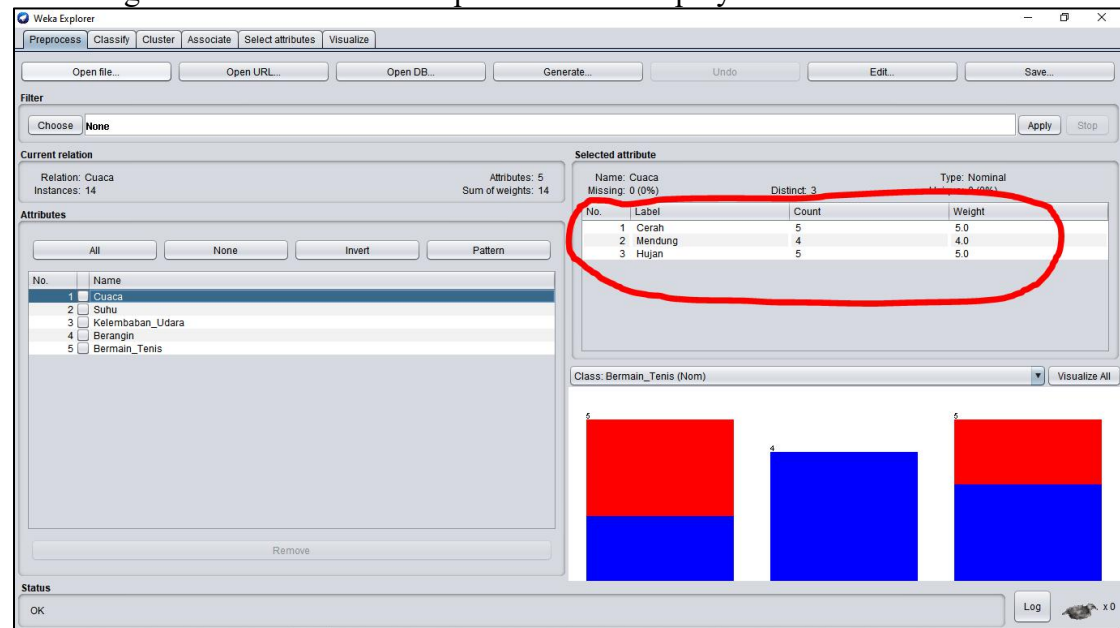 Weka Explorer
Preprocess Classify Cluster Associate Select attributes Visualize
Open file... Open URL... Open DB... Generate... Undo Edit... Save...
Filter
Choose None Apply Stop
Current relation
Relation: Cuaca Attributes: 5
Instances: 14 Sum of weights: 14
Attributes
All None Invert Pattern
No. Name
1 Cuaca
2 Suhu
3 Kelembaban_Udara
4 Berangin
5 Bermain_Tenis
Remove
Selected attribute
Name: Cuaca Type: Nominal
Missing: 0 (0%) Distinct: 3 0 (0%)
No. Label Count Weight
1 Cerah 5 5.0
2 Mendung 4 4.0
3 Hujan 5 5.0
Class: Bermain_Tenis (Nom) Visualize All
5 4 5
Status
OK Log x 0